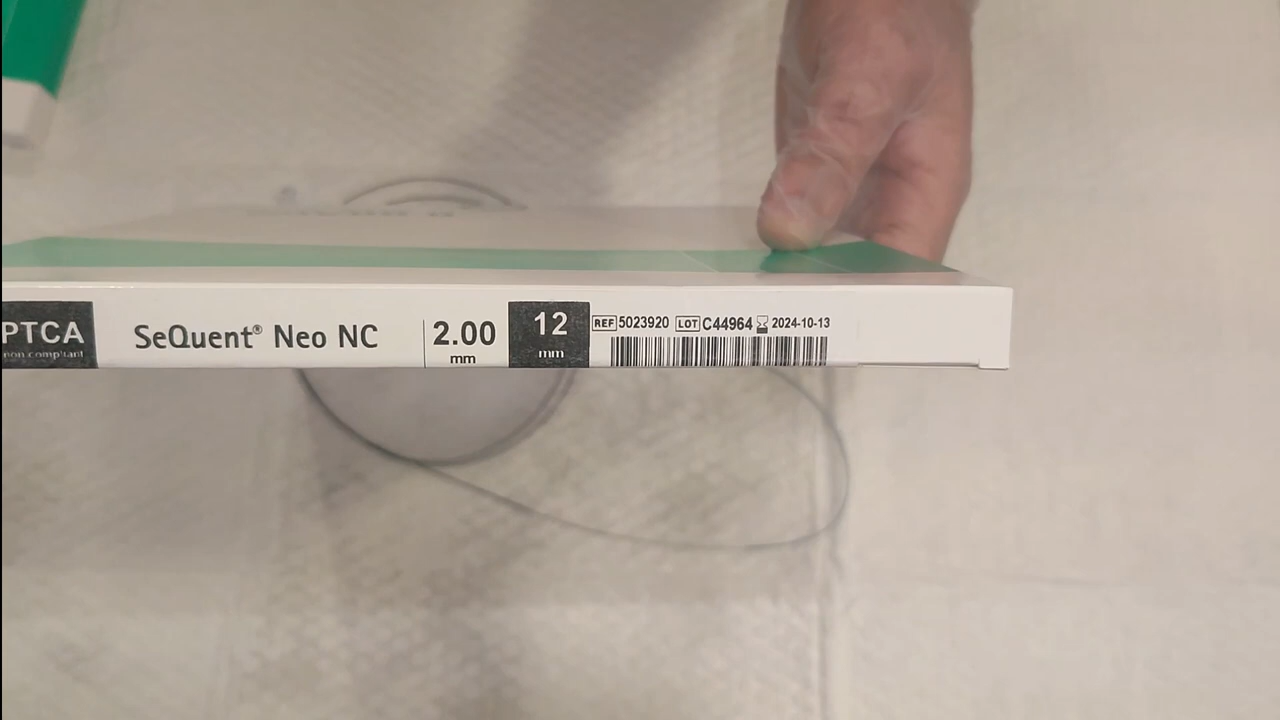 PTCA
non compliant
SeQuent® Neo NC
2.00
mm
12
mm
REF 5023920 LOT C44964 2024-10-13